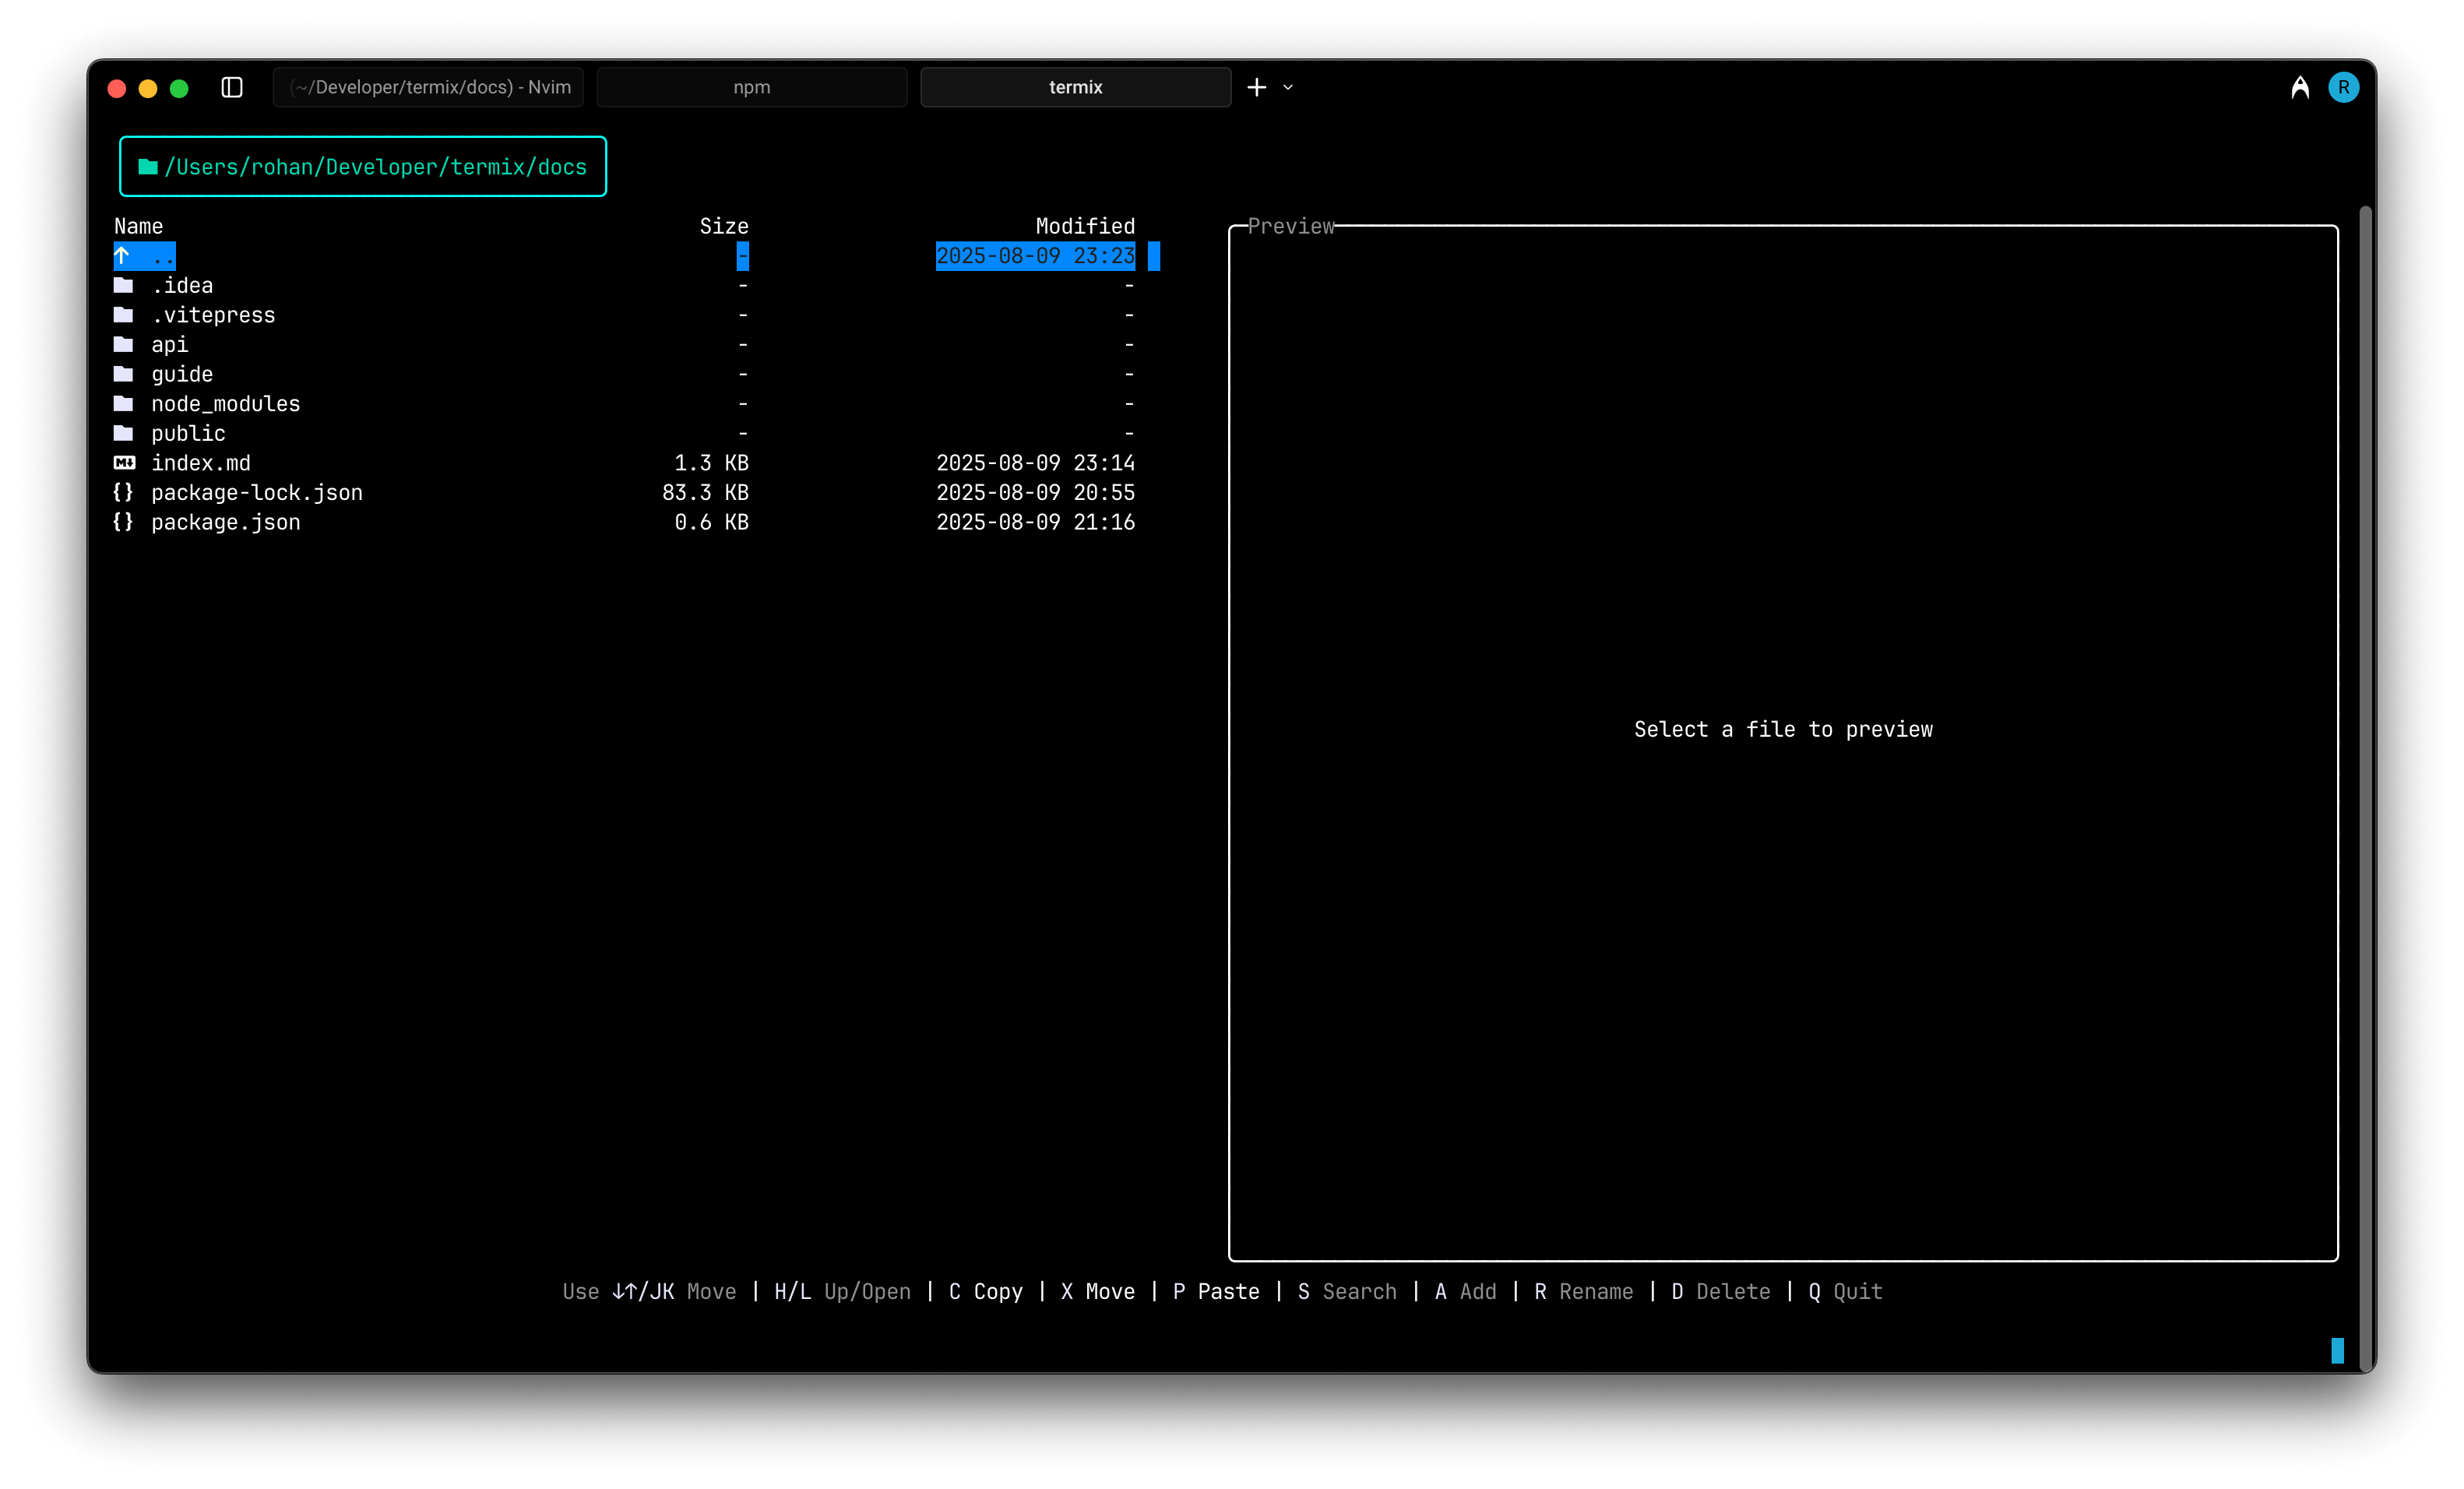 (~/Developer/termix/docs) - Nvim npm termix R
/Users/rohan/Developer/termix/docs
Name Size Modified Preview
↑ .. - 2025-08-09 23:23
.idea - -
.vitepress - -
api - -
guide - -
node_modules - -
public - -
index.md 1.3 KB 2025-08-09 23:14
{} package-lock.json 83.3 KB 2025-08-09 20:55
{} package.json 0.6 KB 2025-08-09 21:16
Select a file to preview
Use ↓↑/JK Move | H/L Up/Open | C Copy | X Move | P Paste | S Search | A Add | R Rename | D Delete | Q Quit